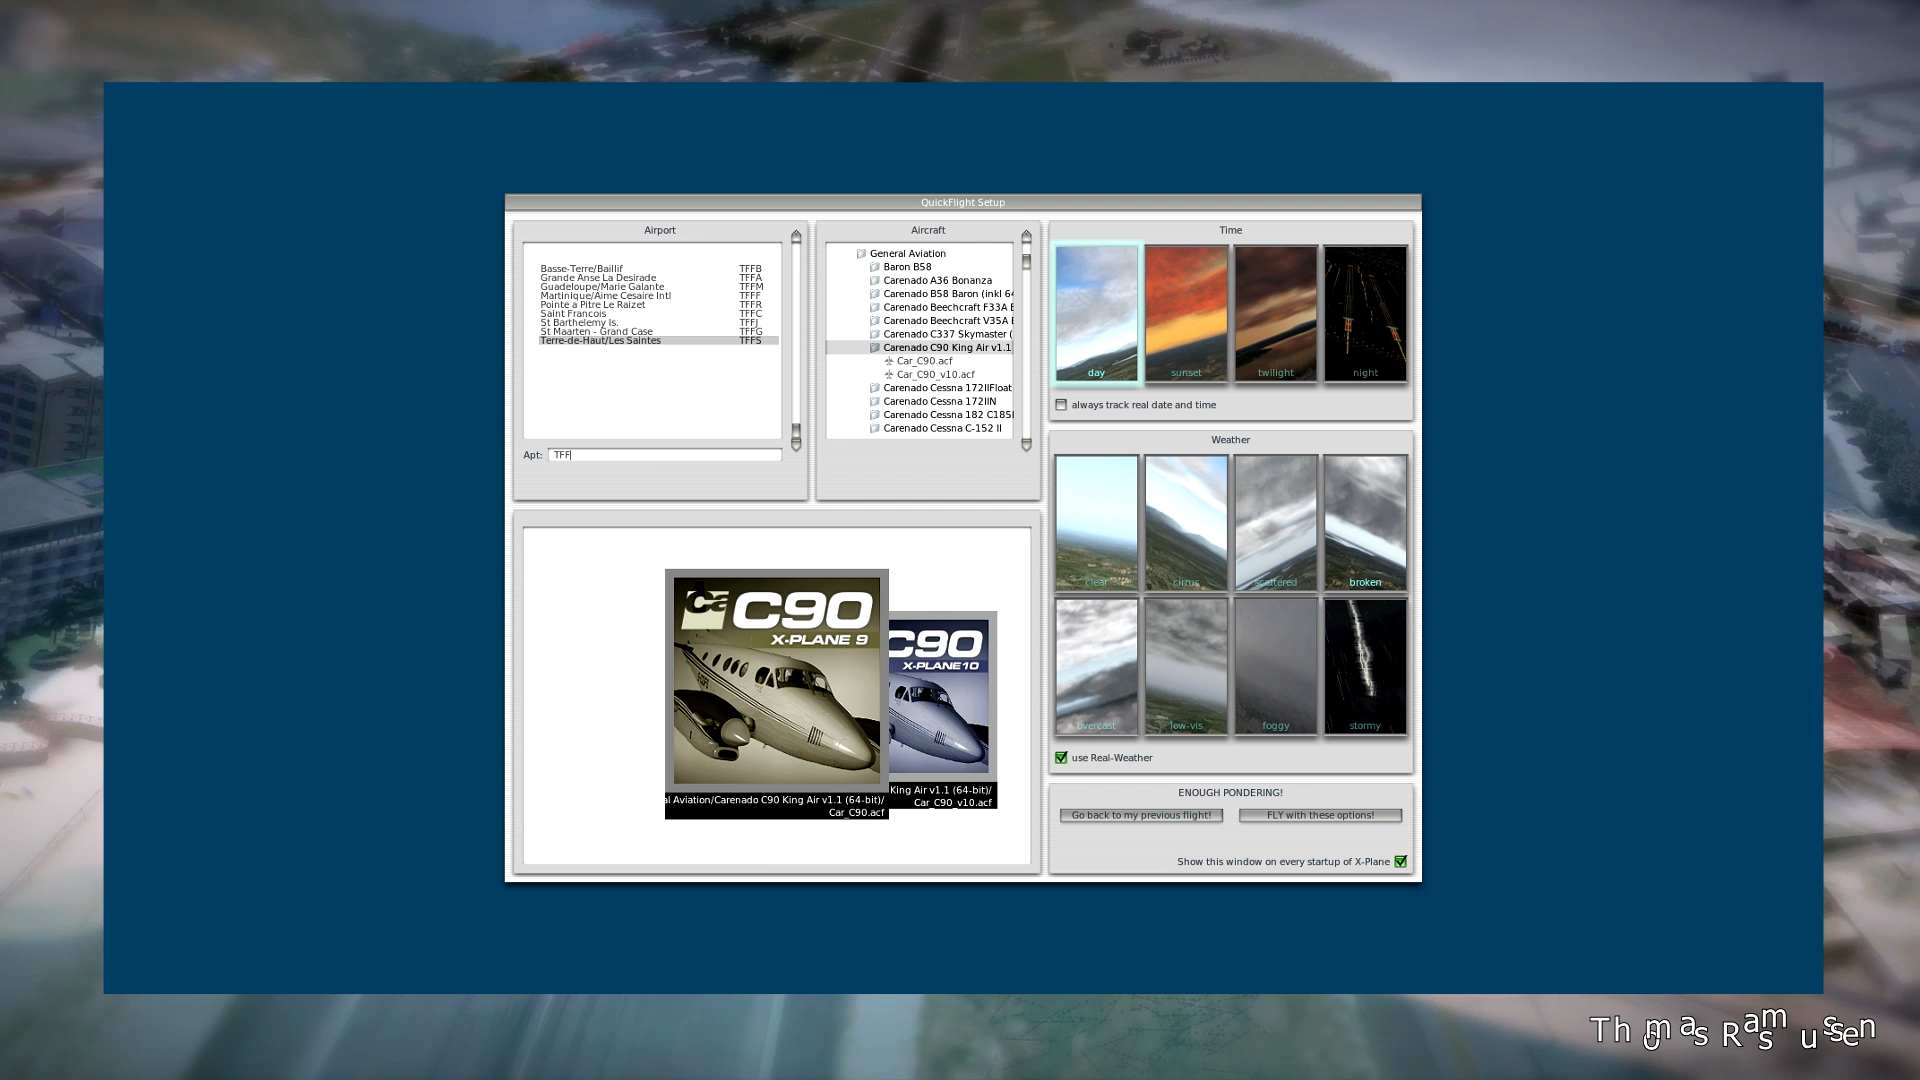 QuickFlight Setup
Airport
Basse-Terre/Baillif TFFB
Grande Anse La Desirade TFFA
Guadeloupe/Marie Galante TFFM
Martinique/Aime Cesaire Intl TFFF
Pointe a Pitre Le Raizet TFFR
Saint Francois TFFC
St Barthelemy Is. TFFJ
St Maarten - Grand Case TFFG
Terre-de-Haut/Les Saintes TFFS
Apt: TFF
Aircraft
General Aviation
Baron B58
Carenado A36 Bonanza
Carenado B58 Baron (inkl 64
Carenado Beechcraft F33A
Carenado Beechcraft V35A
Carenado C337 Skymaster (
Carenado C90 King Air v1.1
Car_C90.acf
Car_C90_v10.acf
Carenado Cessna 172IIFloat
Carenado Cessna 172IIN
Carenado Cessna 182 C185
Carenado Cessna C-152 II
Time
day sunset twilight night
always track real date and time
Weather
clear cirrus scattered broken
overcast low-vis foggy stormy
use Real-Weather
Ca C90
X-PLANE 9
al Aviation/Carenado C90 King Air v1.1 (64-bit)/
Car_C90.acf
C90
X-PLANE10
King Air v1.1 (64-bit)/
Car_C90_v10.acf
ENOUGH PONDERING!
Go back to my previous flight! FLY with these options!
Show this window on every startup of X-Plane
Thomas Rasmussen